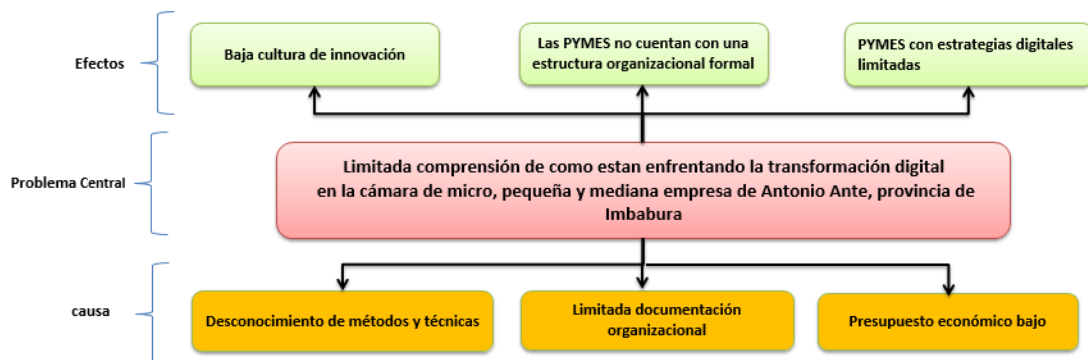 Efectos
Baja cultura de innovación
Las PYMES no cuentan con una
estructura organizacional formal
PYMES con estrategias digitales
limitadas
Problema Central
Limitada comprensión de como estan enfrentando la transformación digital
en la cámara de micro, pequeña y mediana empresa de Antonio Ante, provincia de
Imbabura
causa
Desconocimiento de métodos y técnicas
Limitada documentación
organizacional
Presupuesto económico bajo